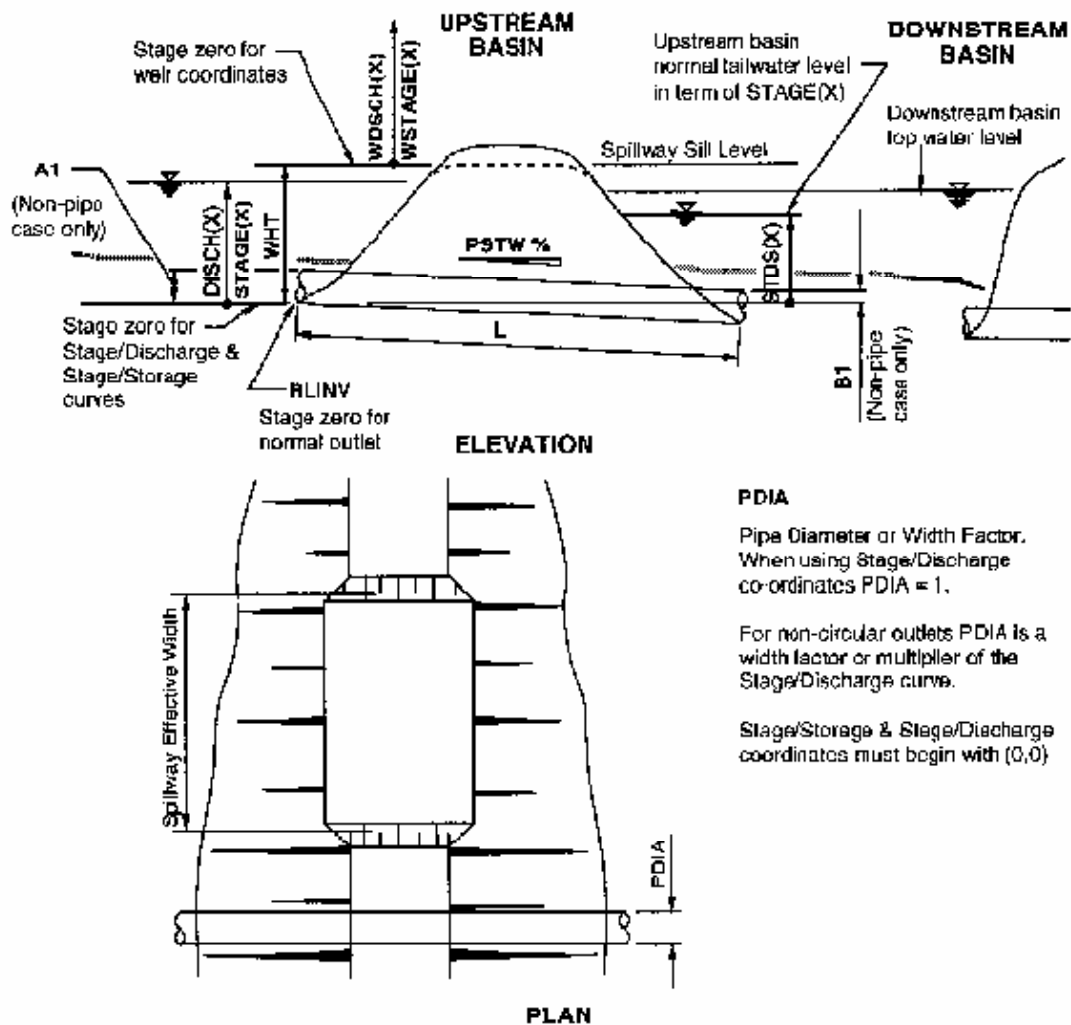 UPSTREAM
BASIN
DOWNSTREAM
BASIN
Stage zero for
weir coordinates
WDSCH(X)
WSTAGE(X)
Upstream basin
normal tailwater level
in term of STAGE(X)
Downstream basin
top water level
Spillway Sill Level
A1
(Non-pipe
case only)
DISCH(X)
STAGE(X)
WHT
PSTW %
STDS(X)
L
B1
(Non-pipe
case only)
Stage zero for
Stage/Discharge &
Stage/Storage
curves
RLINV
Stage zero for
normal outlet
ELEVATION
Spillway Effective Width
PDIA
Pipe Diameter or Width Factor.
When using Stage/Discharge
co-ordinates PDIA = 1.
For non-circular outlets PDIA is a
width factor or multiplier of the
Stage/Discharge curve.
Stage/Storage & Stage/Discharge
coordinates must begin with (0,0)
PDIA
PLAN